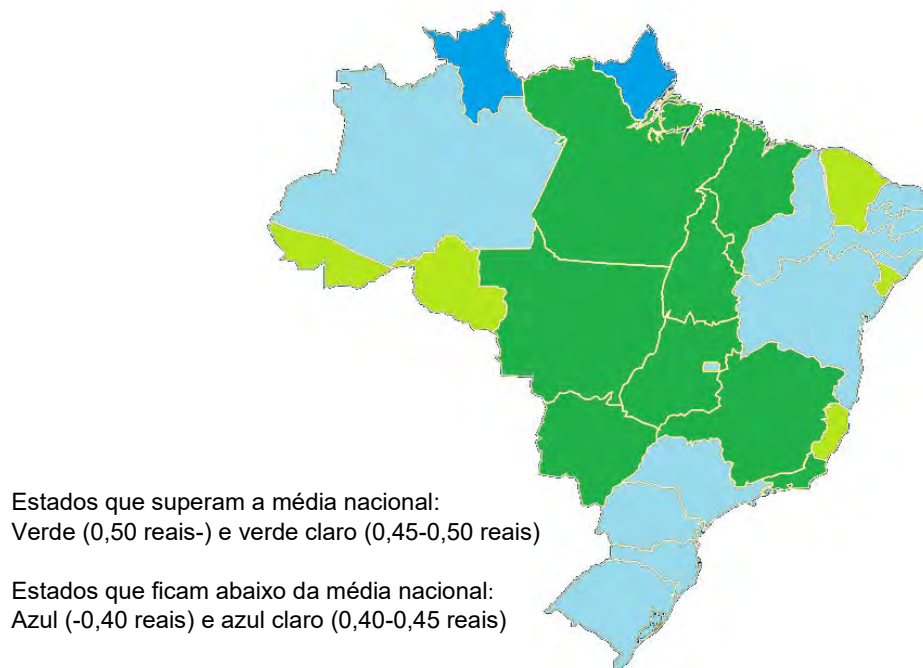 Estados que superam a média nacional:
Verde (0,50 reais-) e verde claro (0,45-0,50 reais)
Estados que ficam abaixo da média nacional:
Azul (-0,40 reais) e azul claro (0,40-0,45 reais)